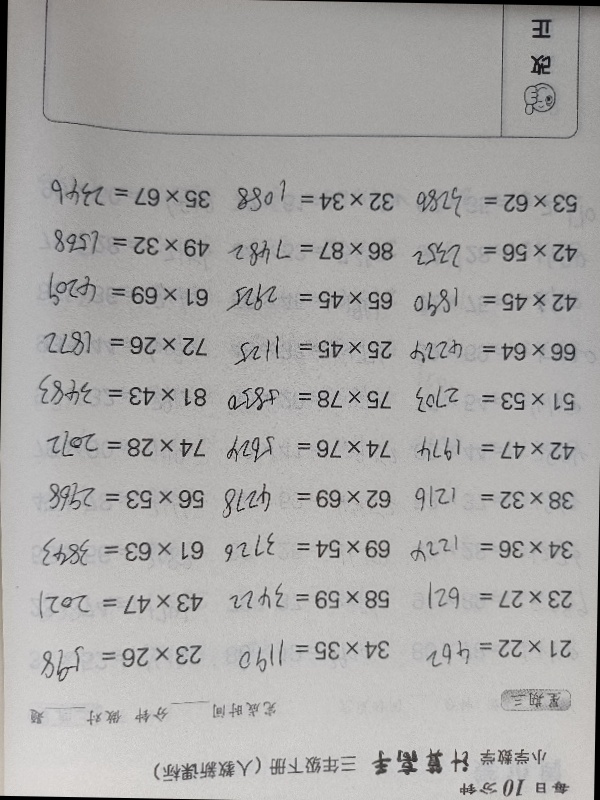 每日10分钟
小学数学 计算高手 三年级下册（人教新课标）
星期三 完成时间____分钟 做对____题
21×22=462 34×35=1190 23×26=598
23×27=621 58×59=3422 43×47=2021
34×36=1224 69×54=3726 61×63=3843
38×32=1216 62×69=4278 56×53=2968
42×47=1974 74×76=5624 74×28=2072
51×53=2703 75×78=5850 81×43=3483
66×64=4224 25×45=1125 72×26=1872
42×45=1890 65×45=2925 61×69=4209
42×56=2352 86×87=7482 49×32=1568
53×62=3286 32×34=1088 35×67=2346
改正